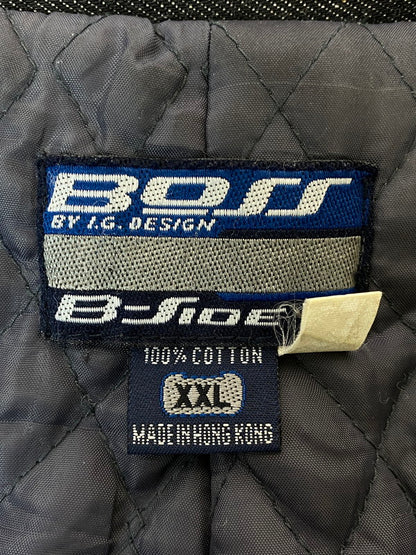 BOSS
BY I.G. DESIGN
B-SIDE
100% COTTON
XXL
MADE IN HONG KONG